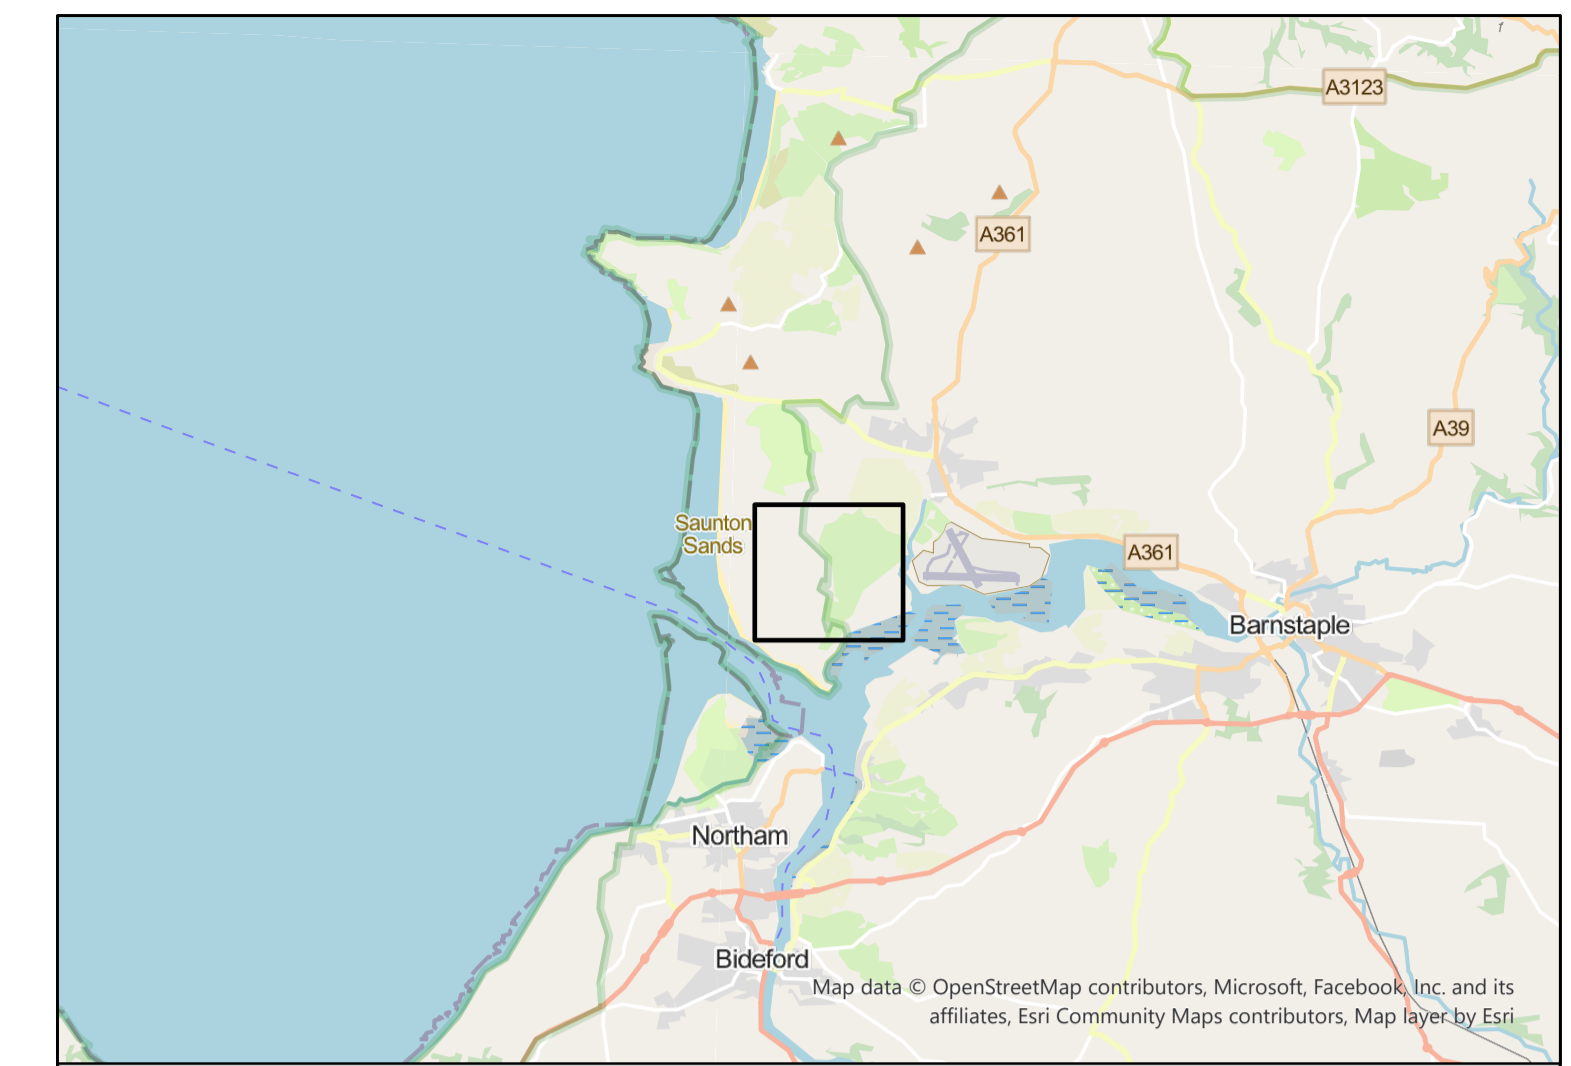 A3123
A361
A39
Saunton
Sands
A361
Barnstaple
Northam
Bideford
Map data © OpenStreetMap contributors, Microsoft, Facebook, Inc. and its
affiliates, Esri Community Maps contributors, Map layer by Esri